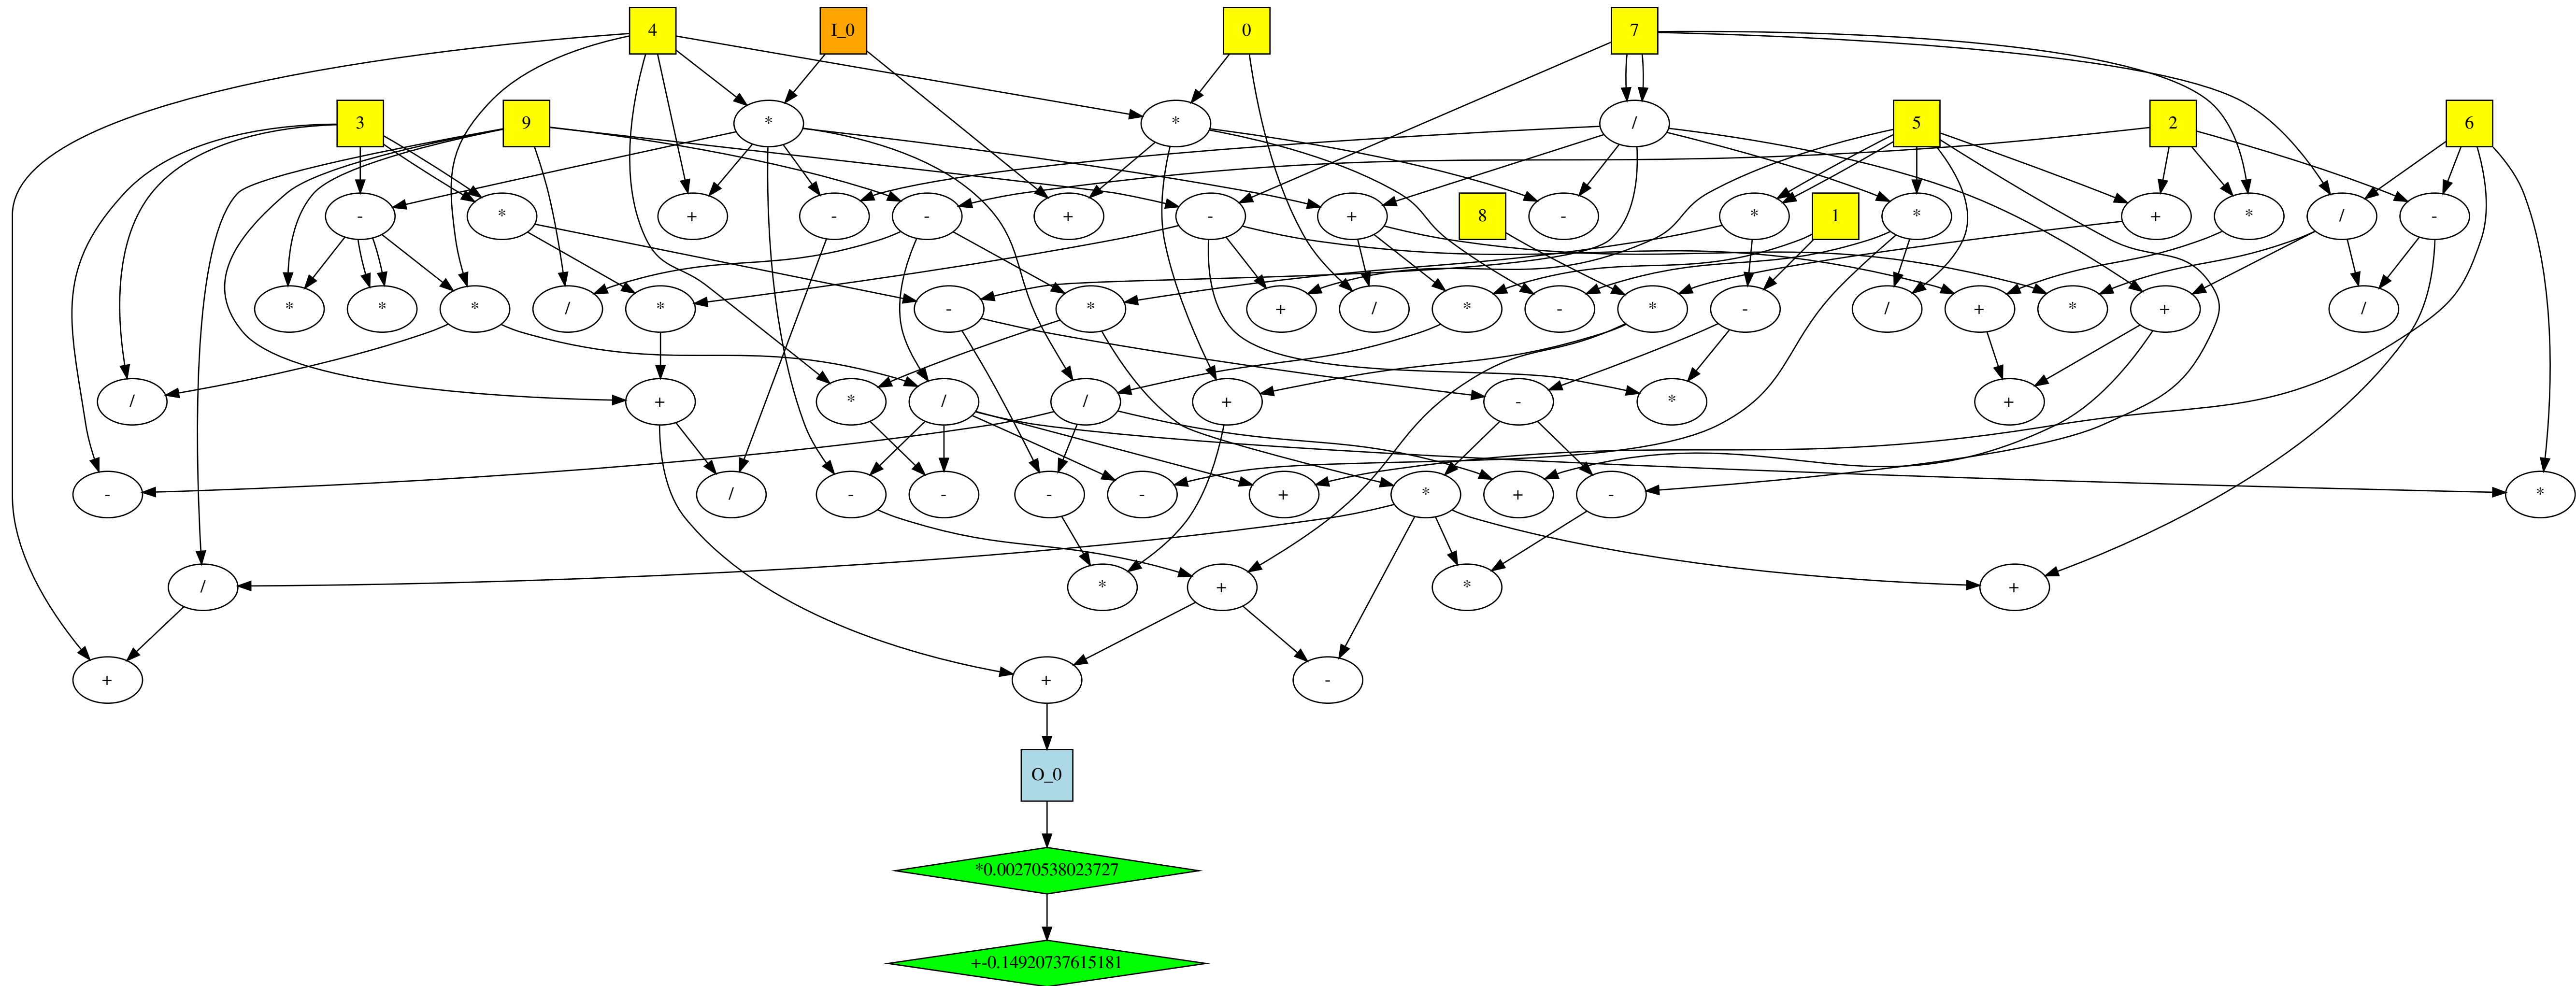 4 I_0 0 7
3 9 * * / 5 2 6
- * + - - + - + 8 - * 1 * + * / -
* * * / * - * + / * - * - / + * + /
/ + * / / + - * +
- / - - - - + * + - *
/ * + * +
+ + -
O_0
*0.00270538023727
+-0.14920737615181